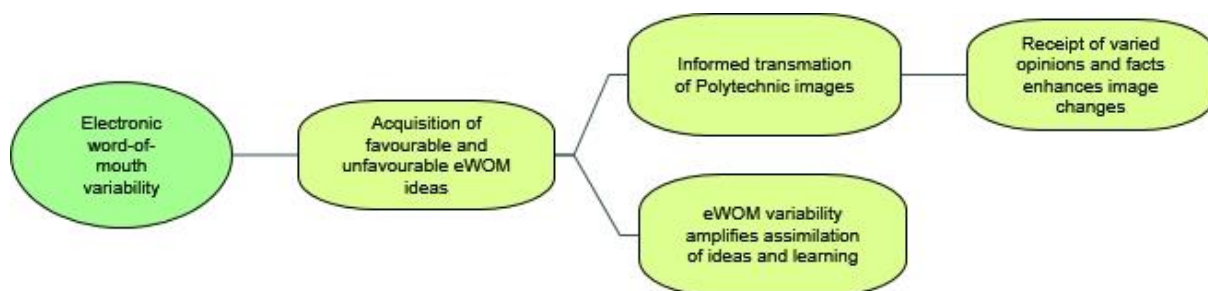 Electronic
word-of-
mouth
variability
Acquisition of
favourable and
unfavourable eWOM
ideas
Informed transmation
of Polytechnic images
Receipt of varied
opinions and facts
enhances image
changes
eWOM variability
amplifies assimilation
of ideas and learning